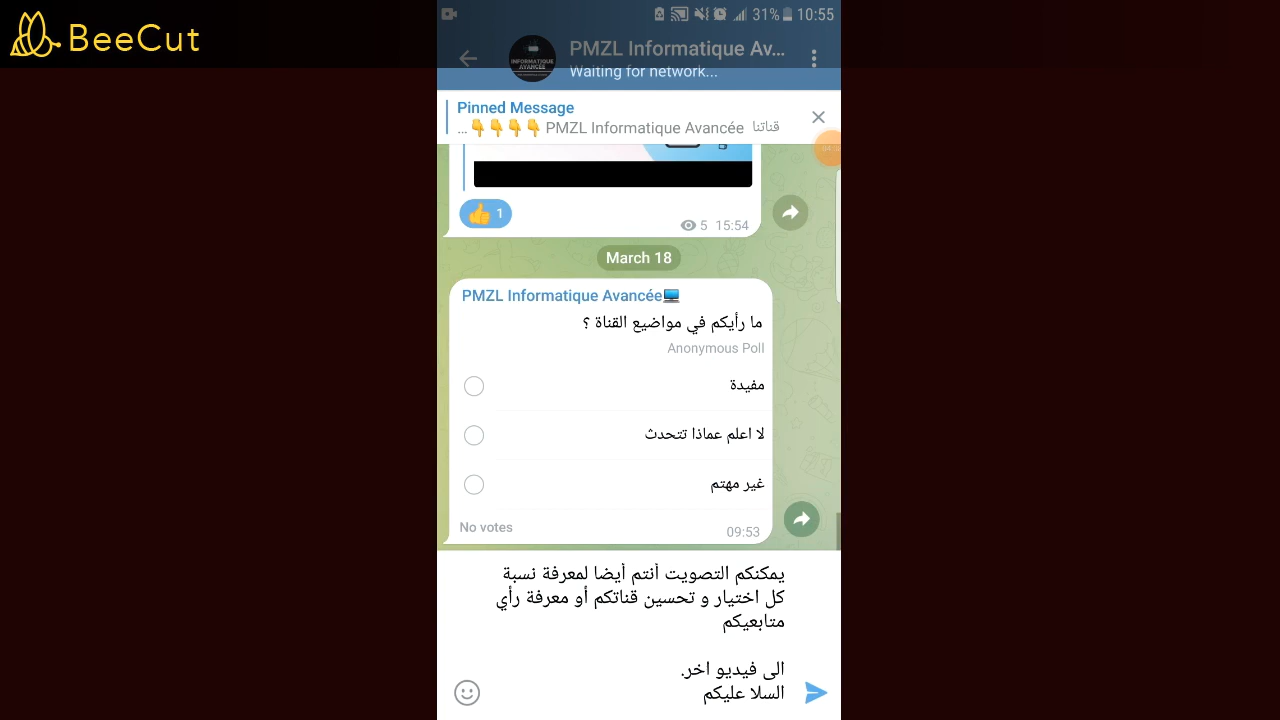 BeeCut
31% 10:55
PMZL Informatique Av...
Waiting for network...
Pinned Message
قناتنا PMZL Informatique Avancée 👇👇👇👇...
👍 1
5 15:54
March 18
PMZL Informatique Avancée💻
ما رأيكم في مواضيع القناة ؟
Anonymous Poll
مفيدة
لا اعلم عماذا تتحدث
غير مهتم
No votes
09:53
يمكنكم التصويت أنتم أيضا لمعرفة نسبة
كل اختيار و تحسين قناتكم أو معرفة رأي
متابعيكم
الى فيديو اخر.
السلا عليكم